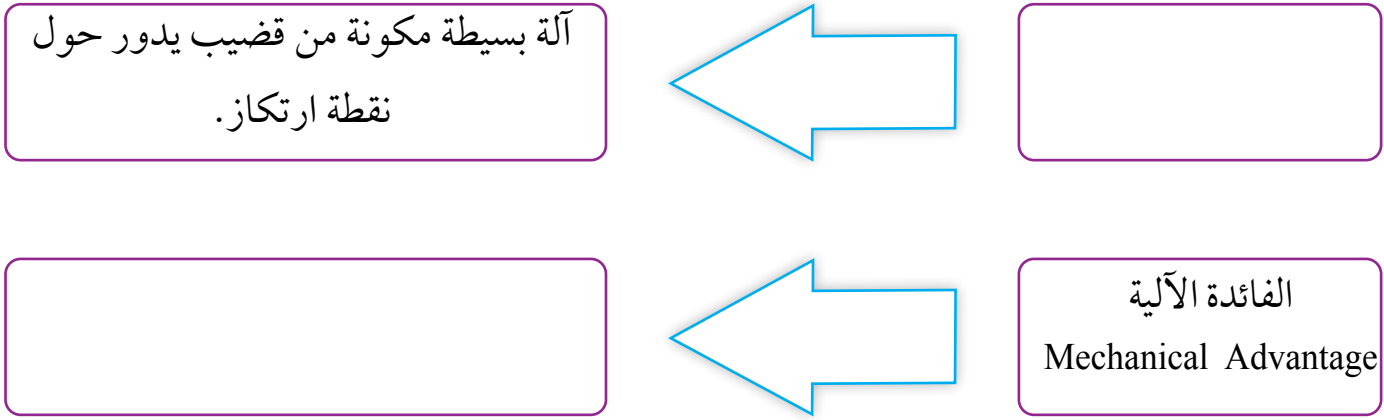 آلة بسيطة مكونة من قضيب يدور حول
نقطة ارتكاز.
الفائدة الآلية
Mechanical Advantage